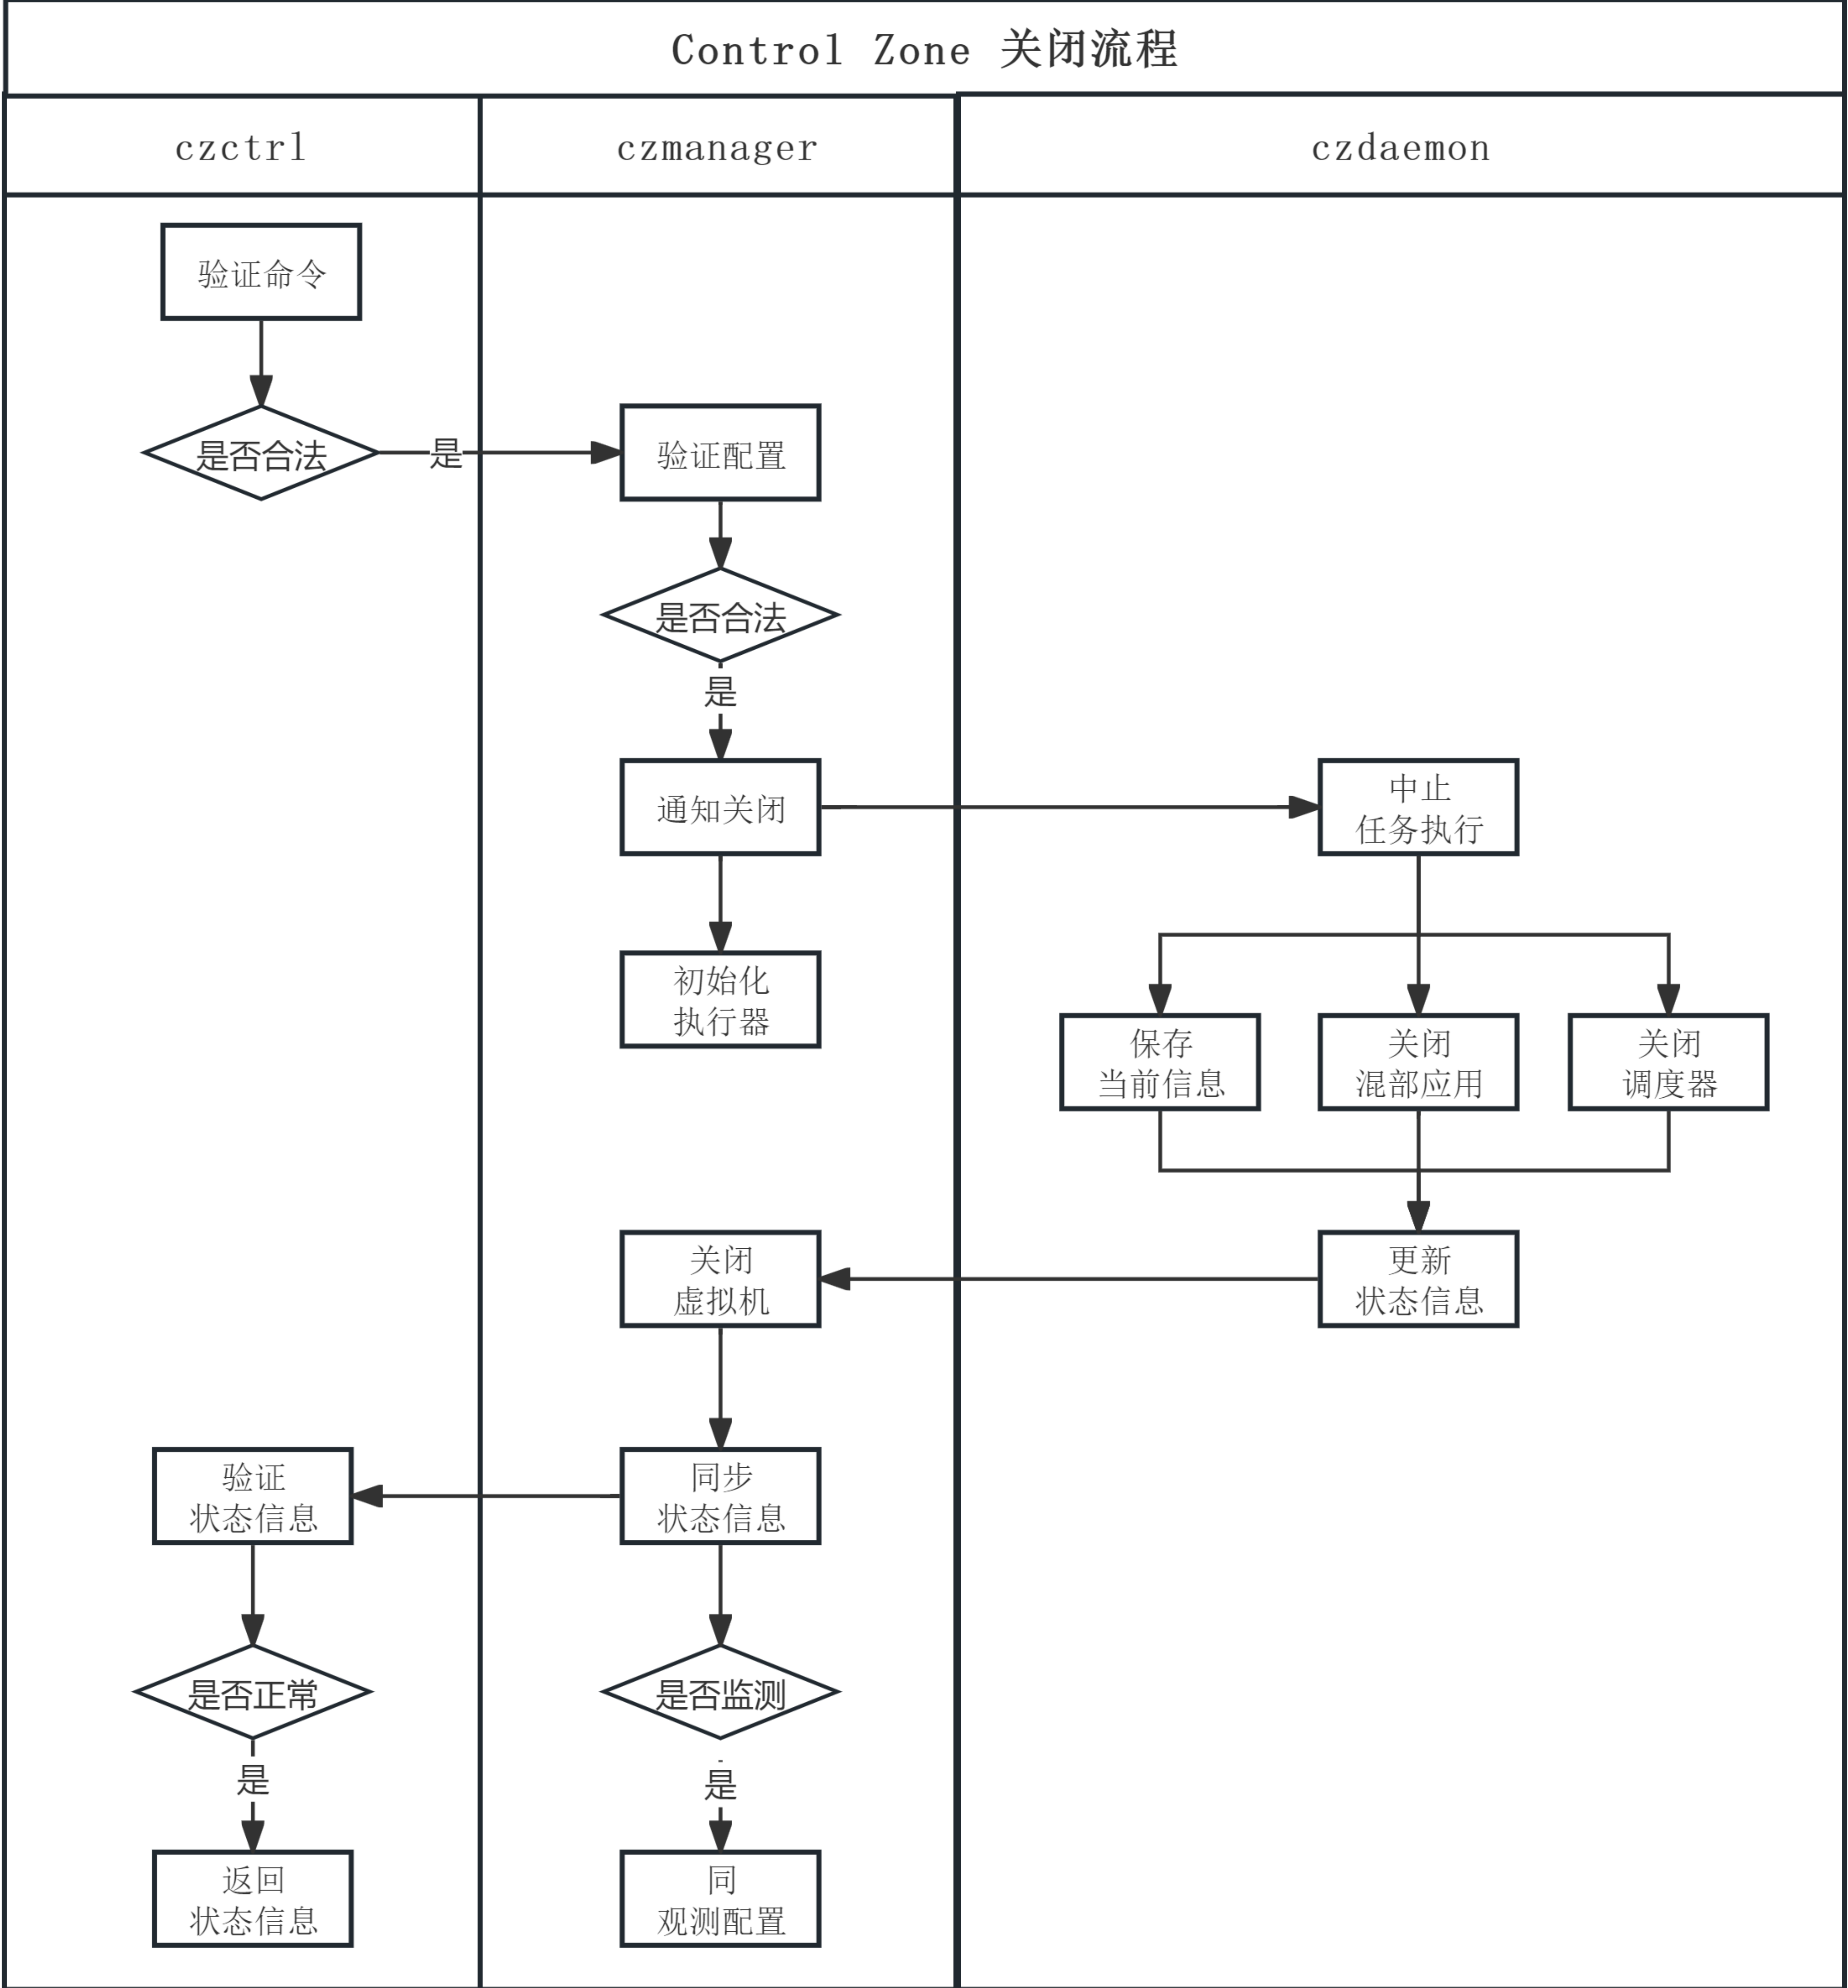 Control Zone 关闭流程
czctrl
czmanager
czdaemon
验证命令
是否合法
是
验证配置
是否合法
是
通知关闭
中止
任务执行
初始化
执行器
保存
当前信息
关闭
混部应用
关闭
调度器
关闭
虚拟机
更新
状态信息
验证
状态信息
同步
状态信息
是否正常
是否监测
是
是
返回
状态信息
同
观测配置